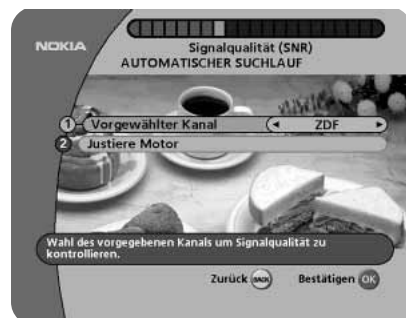 NOKIA
Signalqualität (SNR)
AUTOMATISCHER SUCHLAUF
1 Vorgewählter Kanal ZDF
2 Justiere Motor
Wahl des vorgegebenen Kanals um Signalqualität zu
kontrollieren.
Zurück BACK Bestätigen OK